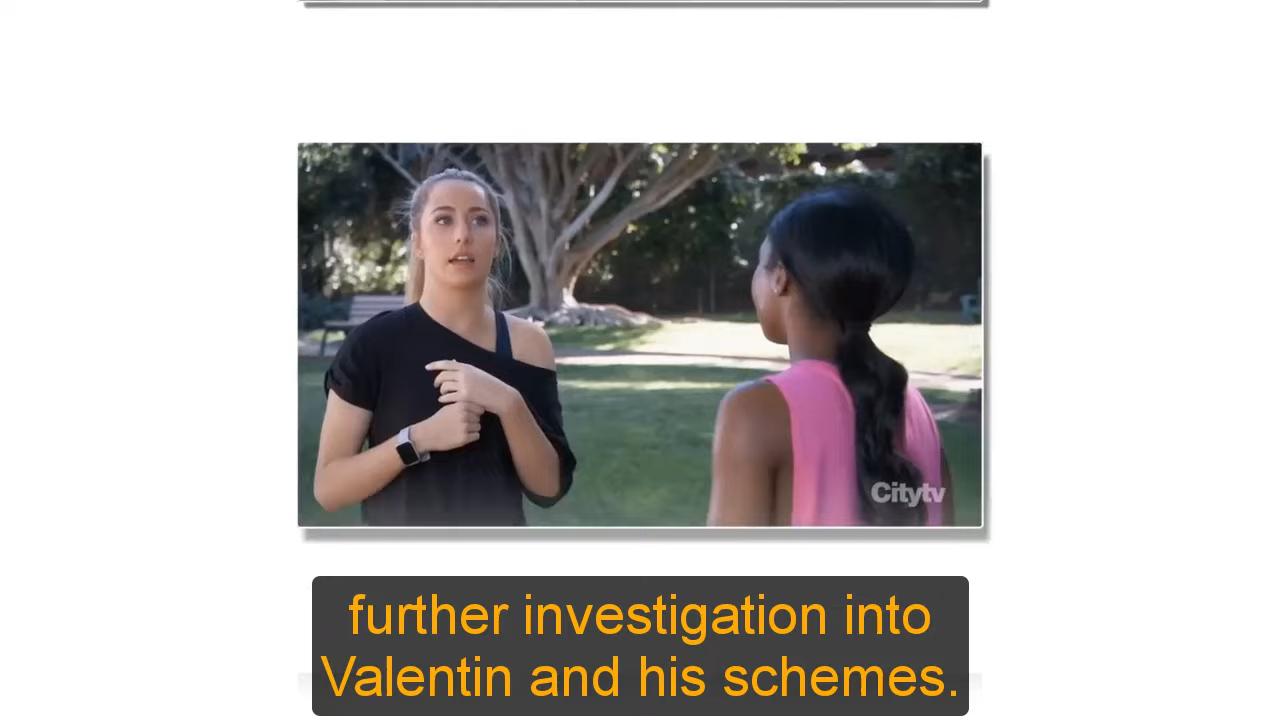 Citytv
further investigation into
Valentin and his schemes.